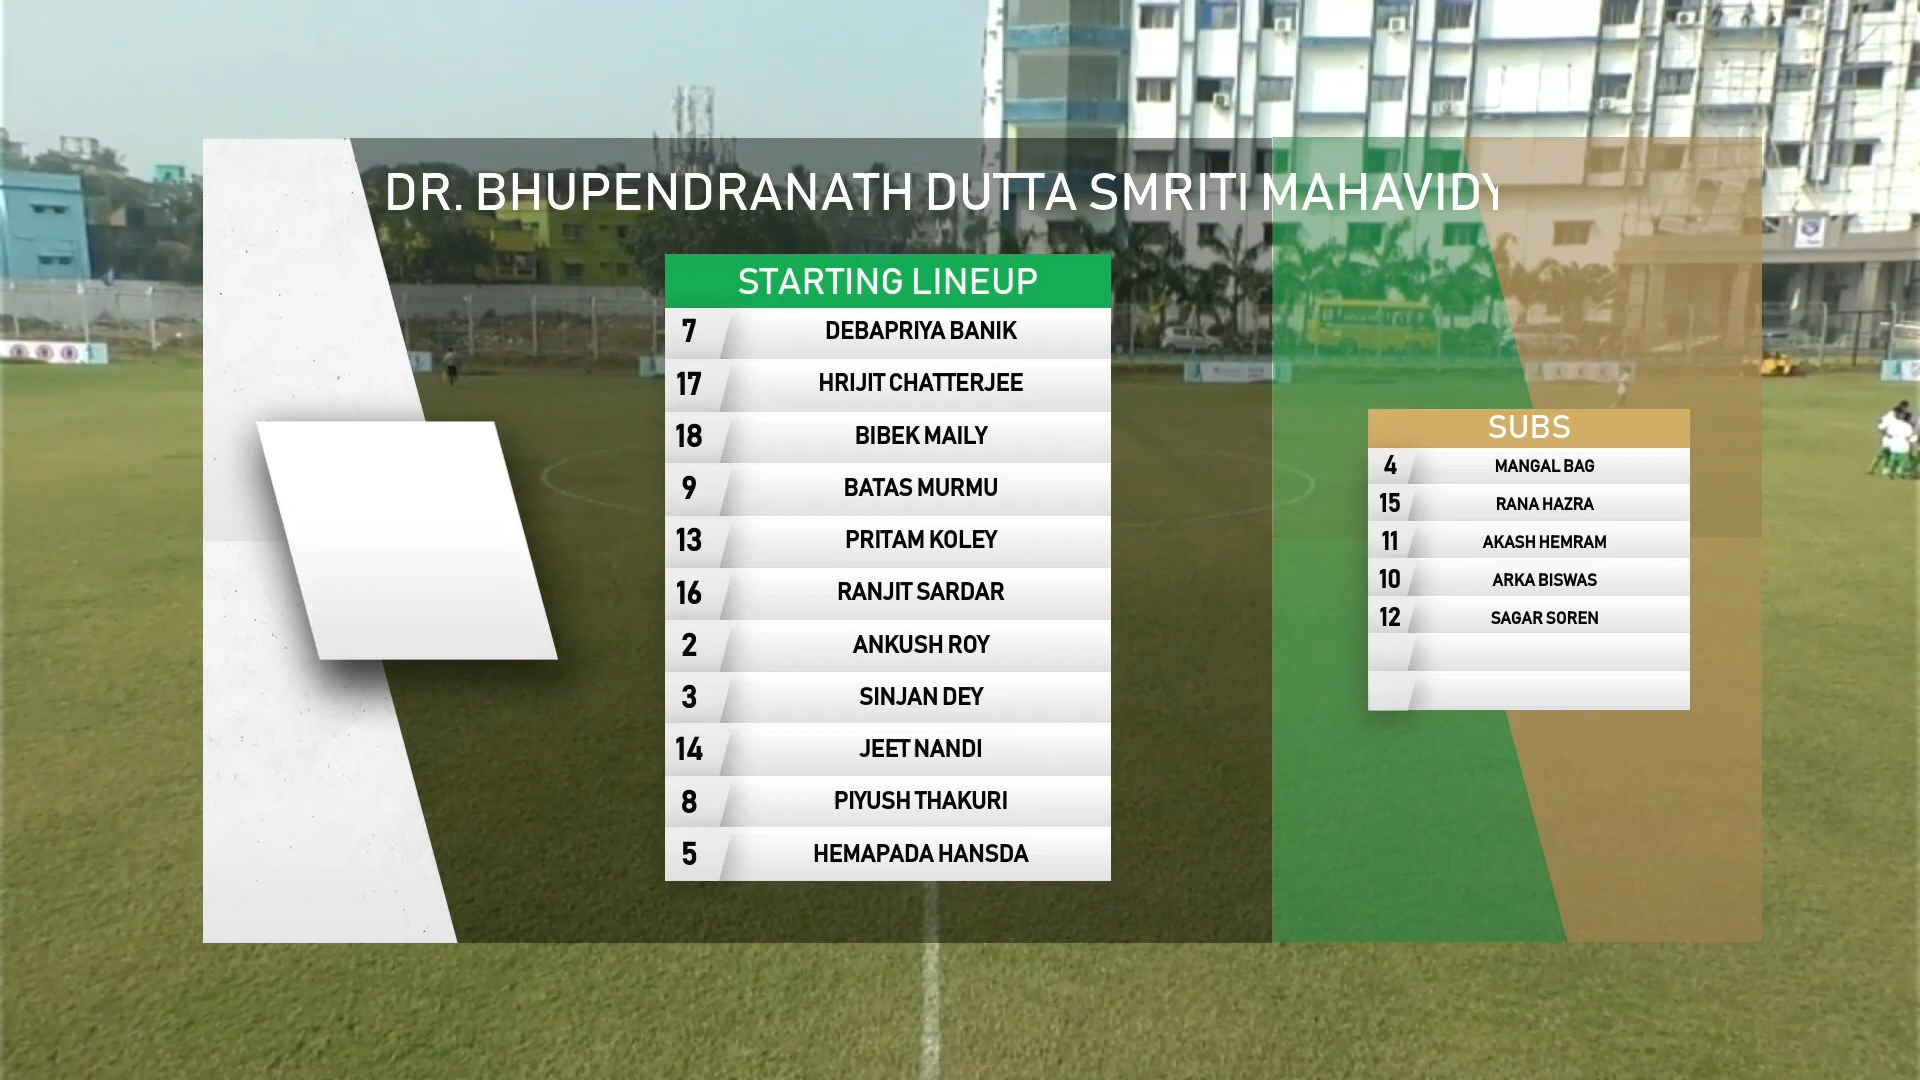 DR. BHUPENDRANATH DUTTA SMRITI MAHAVIDY
STARTING LINEUP
7 DEBAPRIYA BANIK
17 HRIJIT CHATTERJEE
18 BIBEK MAILY
9 BATAS MURMU
13 PRITAM KOLEY
16 RANJIT SARDAR
2 ANKUSH ROY
3 SINJAN DEY
14 JEET NANDI
8 PIYUSH THAKURI
5 HEMAPADA HANSDA
SUBS
4 MANGAL BAG
15 RANA HAZRA
11 AKASH HEMRAM
10 ARKA BISWAS
12 SAGAR SOREN